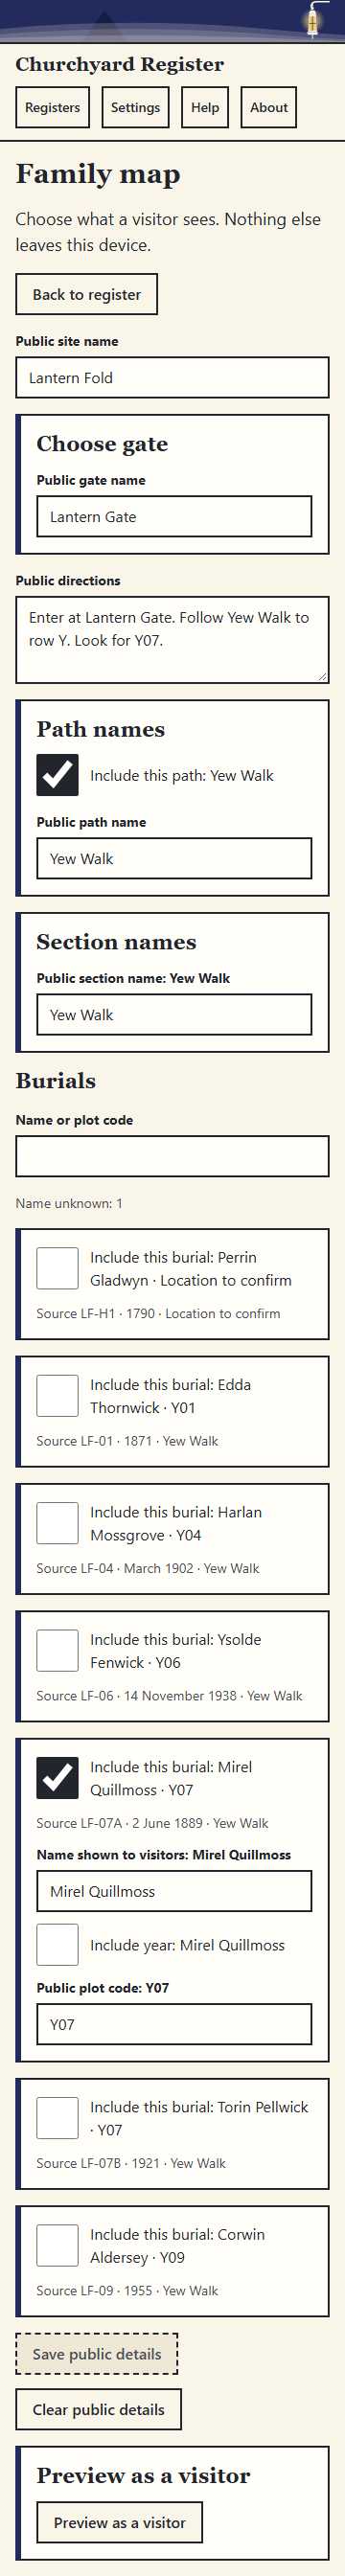 Churchyard Register
Registers
Settings
Help
About
Family map
Choose what a visitor sees. Nothing else
leaves this device.
Back to register
Public site name
Lantern Fold
Choose gate
Public gate name
Lantern Gate
Public directions
Enter at Lantern Gate. Follow Yew Walk to
row Y. Look for Y07.
Path names
Include this path: Yew Walk
Public path name
Yew Walk
Section names
Public section name: Yew Walk
Yew Walk
Burials
Name or plot code
Name unknown: 1
Include this burial: Perrin
Gladwyn · Location to confirm
Source LF-H1 · 1790 · Location to confirm
Include this burial: Edda
Thornwick · Y01
Source LF-01 · 1871 · Yew Walk
Include this burial: Harlan
Mossgrove · Y04
Source LF-04 · March 1902 · Yew Walk
Include this burial: Ysolde
Fenwick · Y06
Source LF-06 · 14 November 1938 · Yew Walk
Include this burial: Mirel
Quillmoss · Y07
Source LF-07A · 2 June 1889 · Yew Walk
Name shown to visitors: Mirel Quillmoss
Mirel Quillmoss
Include year: Mirel Quillmoss
Public plot code: Y07
Y07
Include this burial: Torin Pellwick
· Y07
Source LF-07B · 1921 · Yew Walk
Include this burial: Corwin
Aldersey · Y09
Source LF-09 · 1955 · Yew Walk
Save public details
Clear public details
Preview as a visitor
Preview as a visitor